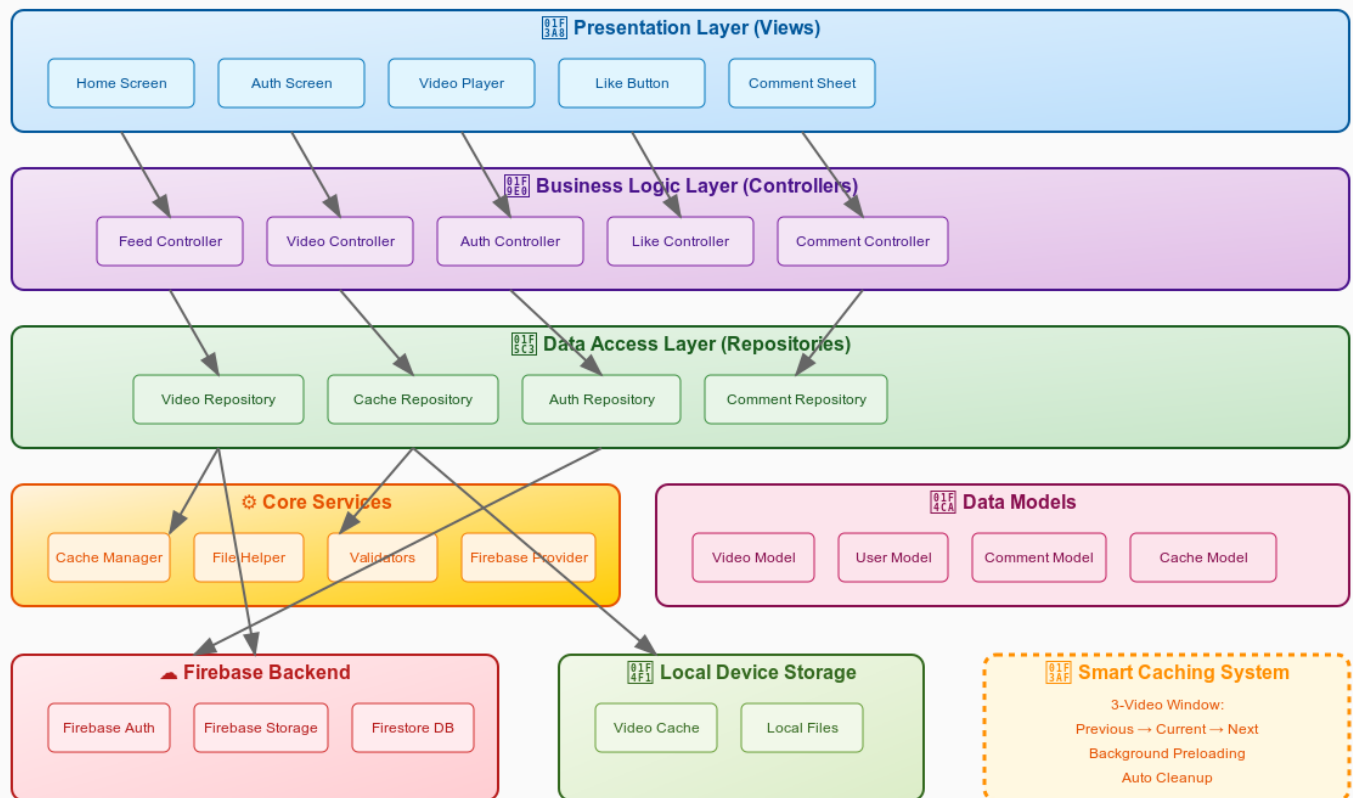 Presentation Layer (Views)
Home Screen
Auth Screen
Video Player
Like Button
Comment Sheet
Business Logic Layer (Controllers)
Feed Controller
Video Controller
Auth Controller
Like Controller
Comment Controller
Data Access Layer (Repositories)
Video Repository
Cache Repository
Auth Repository
Comment Repository
⚙ Core Services
Cache Manager
File Helper
Validators
Firebase Provider
Data Models
Video Model
User Model
Comment Model
Cache Model
☁ Firebase Backend
Firebase Auth
Firebase Storage
Firestore DB
Local Device Storage
Video Cache
Local Files
Smart Caching System
3-Video Window:
Previous → Current → Next
Background Preloading
Auto Cleanup